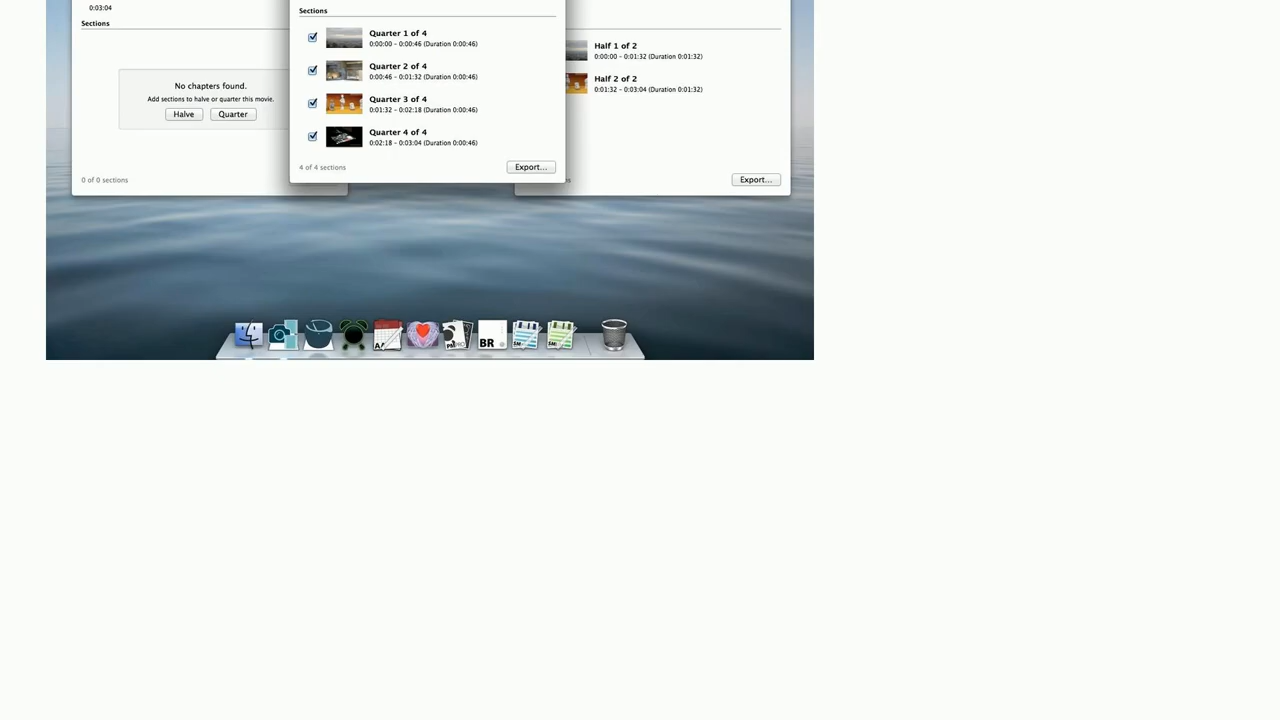 0:03:04
Sections
No chapters found.
Add sections to halve or quarter this movie.
Halve
Quarter
0 of 0 sections
Sections
Quarter 1 of 4
0:00:00 - 0:00:46 (Duration 0:00:46)
Quarter 2 of 4
0:00:46 - 0:01:32 (Duration 0:00:46)
Quarter 3 of 4
0:01:32 - 0:02:18 (Duration 0:00:46)
Quarter 4 of 4
0:02:18 - 0:03:04 (Duration 0:00:46)
4 of 4 sections
Export...
Half 1 of 2
0:00:00 - 0:01:32 (Duration 0:01:32)
Half 2 of 2
0:01:32 - 0:03:04 (Duration 0:01:32)
Export...
BR